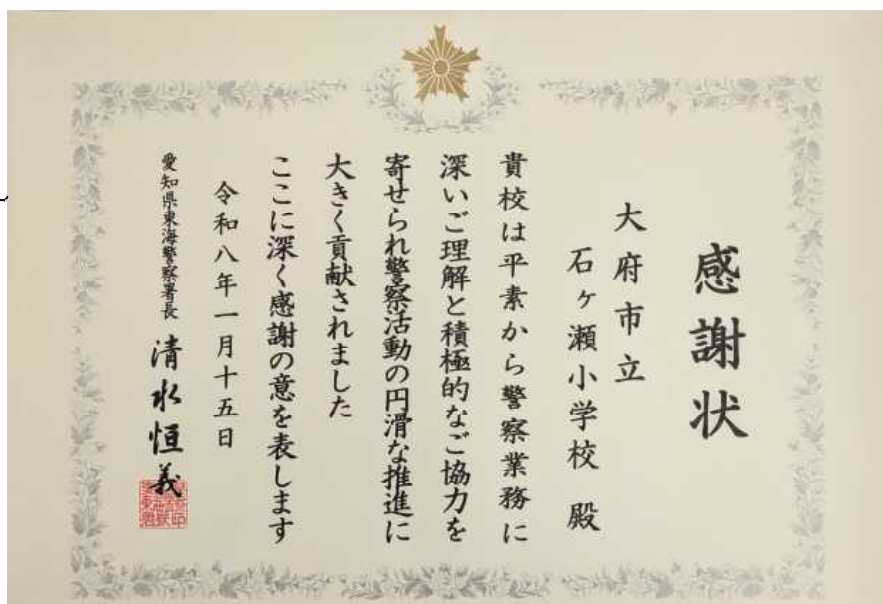 感謝状
大府市立
石ヶ瀬小学校 殿
貴校は平素から警察業務に
深いご理解と積極的なご協力を
寄せられ警察活動の円滑な推進に
大きく貢献されました
ここに深く感謝の意を表します
令和八年一月十五日
愛知県東海警察署長 清水恒義